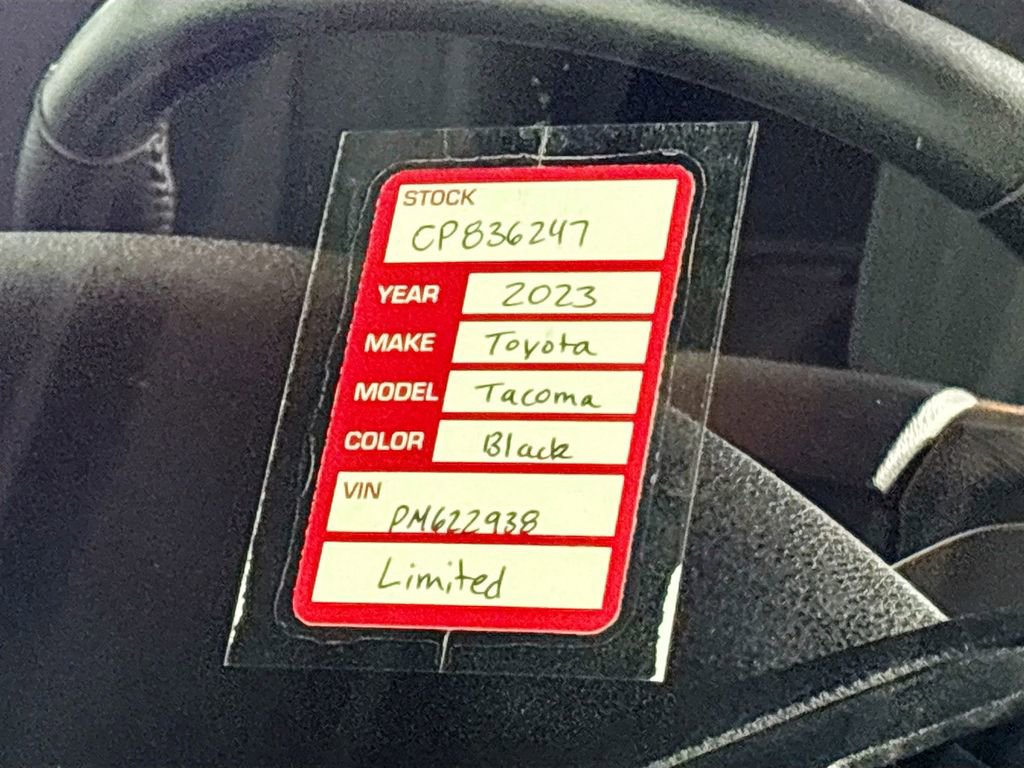 STOCK
CP836247
YEAR 2023
MAKE Toyota
MODEL Tacoma
COLOR Black
VIN
PM622938
Limited